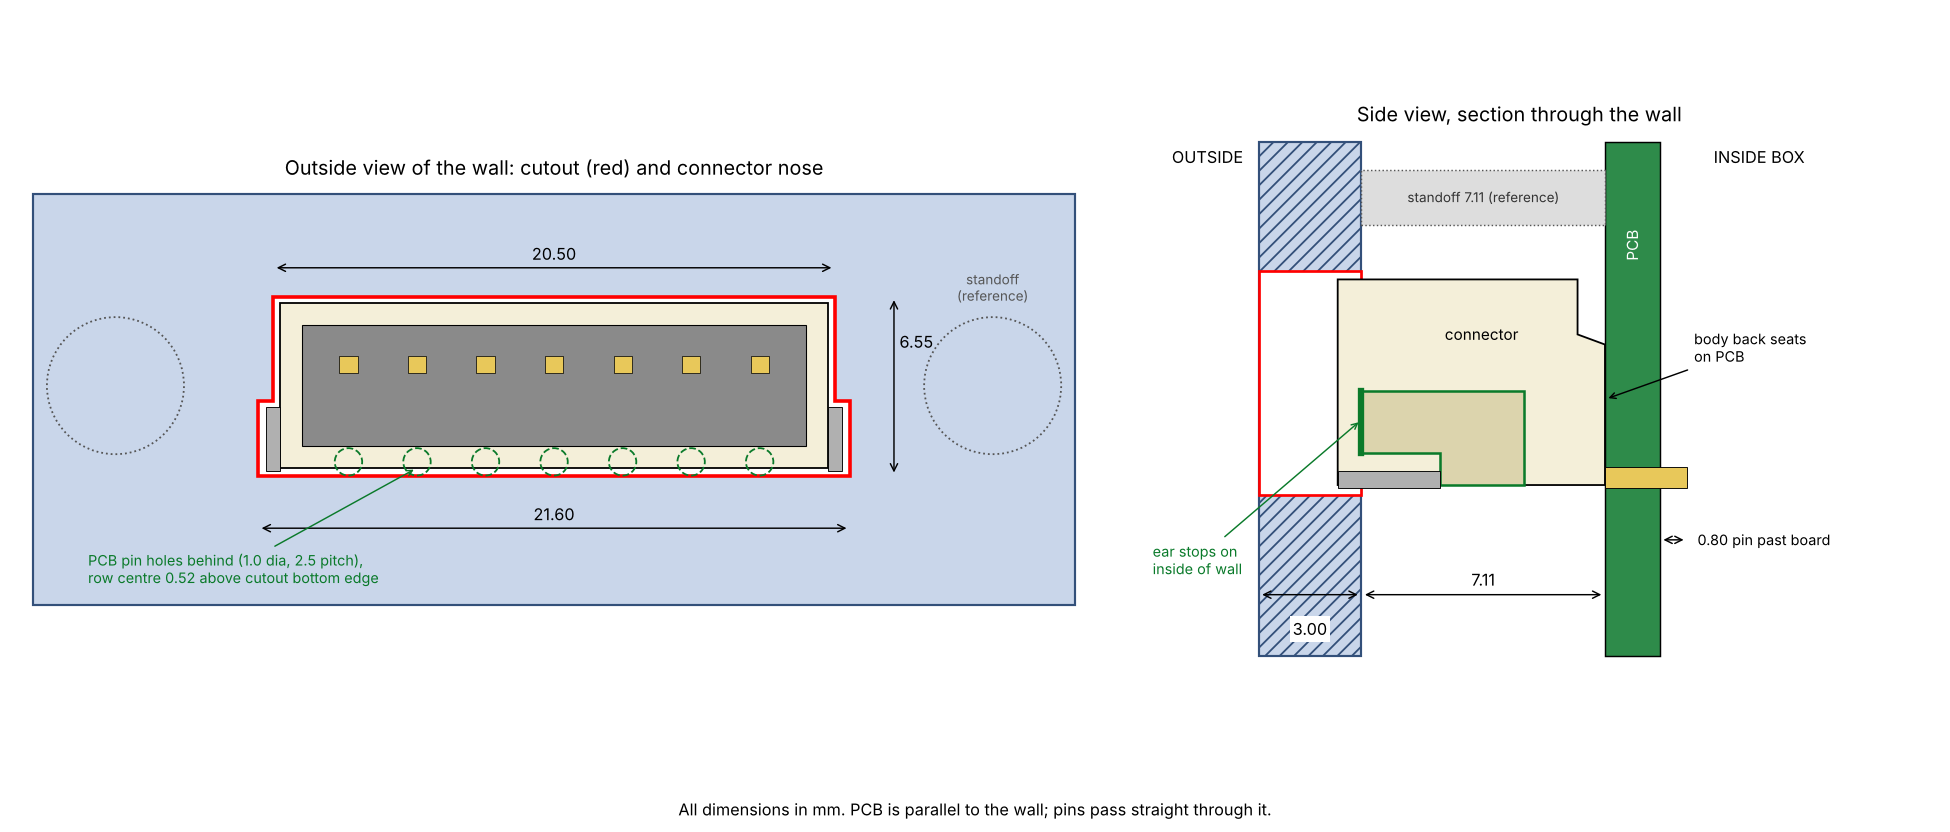 Outside view of the wall: cutout (red) and connector nose
20.50
standoff
(reference)
6.55
21.60
PCB pin holes behind (1.0 dia, 2.5 pitch),
row centre 0.52 above cutout bottom edge
Side view, section through the wall
OUTSIDE
INSIDE BOX
standoff 7.11 (reference)
PCB
connector
body back seats
on PCB
ear stops on
inside of wall
0.80 pin past board
7.11
3.00
All dimensions in mm. PCB is parallel to the wall; pins pass straight through it.